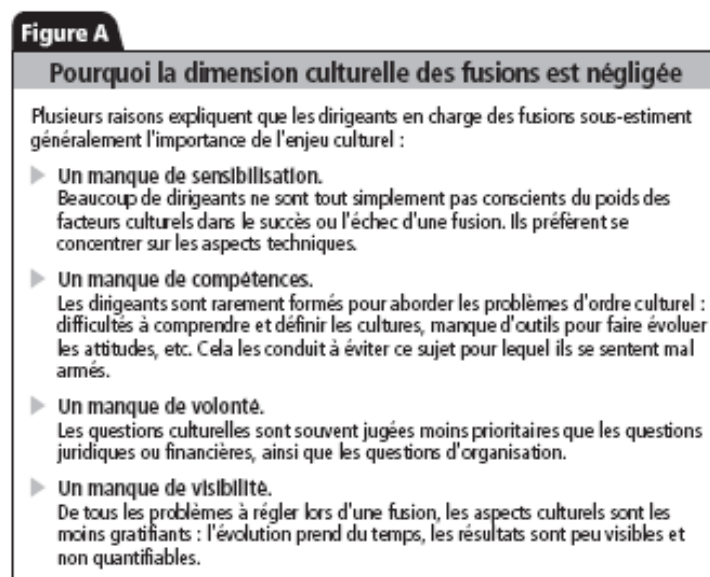 Figure A
Pourquoi la dimension culturelle des fusions est négligée
Plusieurs raisons expliquent que les dirigeants en charge des fusions sous-estiment
généralement l'importance de l'enjeu culturel :
Un manque de sensibilisation.
Beaucoup de dirigeants ne sont tout simplement pas conscients du poids des
facteurs culturels dans le succès ou l'échec d'une fusion. Ils préfèrent se
concentrer sur les aspects techniques.
Un manque de compétences.
Les dirigeants sont rarement formés pour aborder les problèmes d'ordre culturel :
difficultés à comprendre et définir les cultures, manque d'outils pour faire évoluer
les attitudes, etc. Cela les conduit à éviter ce sujet pour lequel ils se sentent mal
armés.
Un manque de volonté.
Les questions culturelles sont souvent jugées moins prioritaires que les questions
juridiques ou financières, ainsi que les questions d'organisation.
Un manque de visibilité.
De tous les problèmes à régler lors d'une fusion, les aspects culturels sont les
moins gratifiants : l'évolution prend du temps, les résultats sont peu visibles et
non quantifiables.